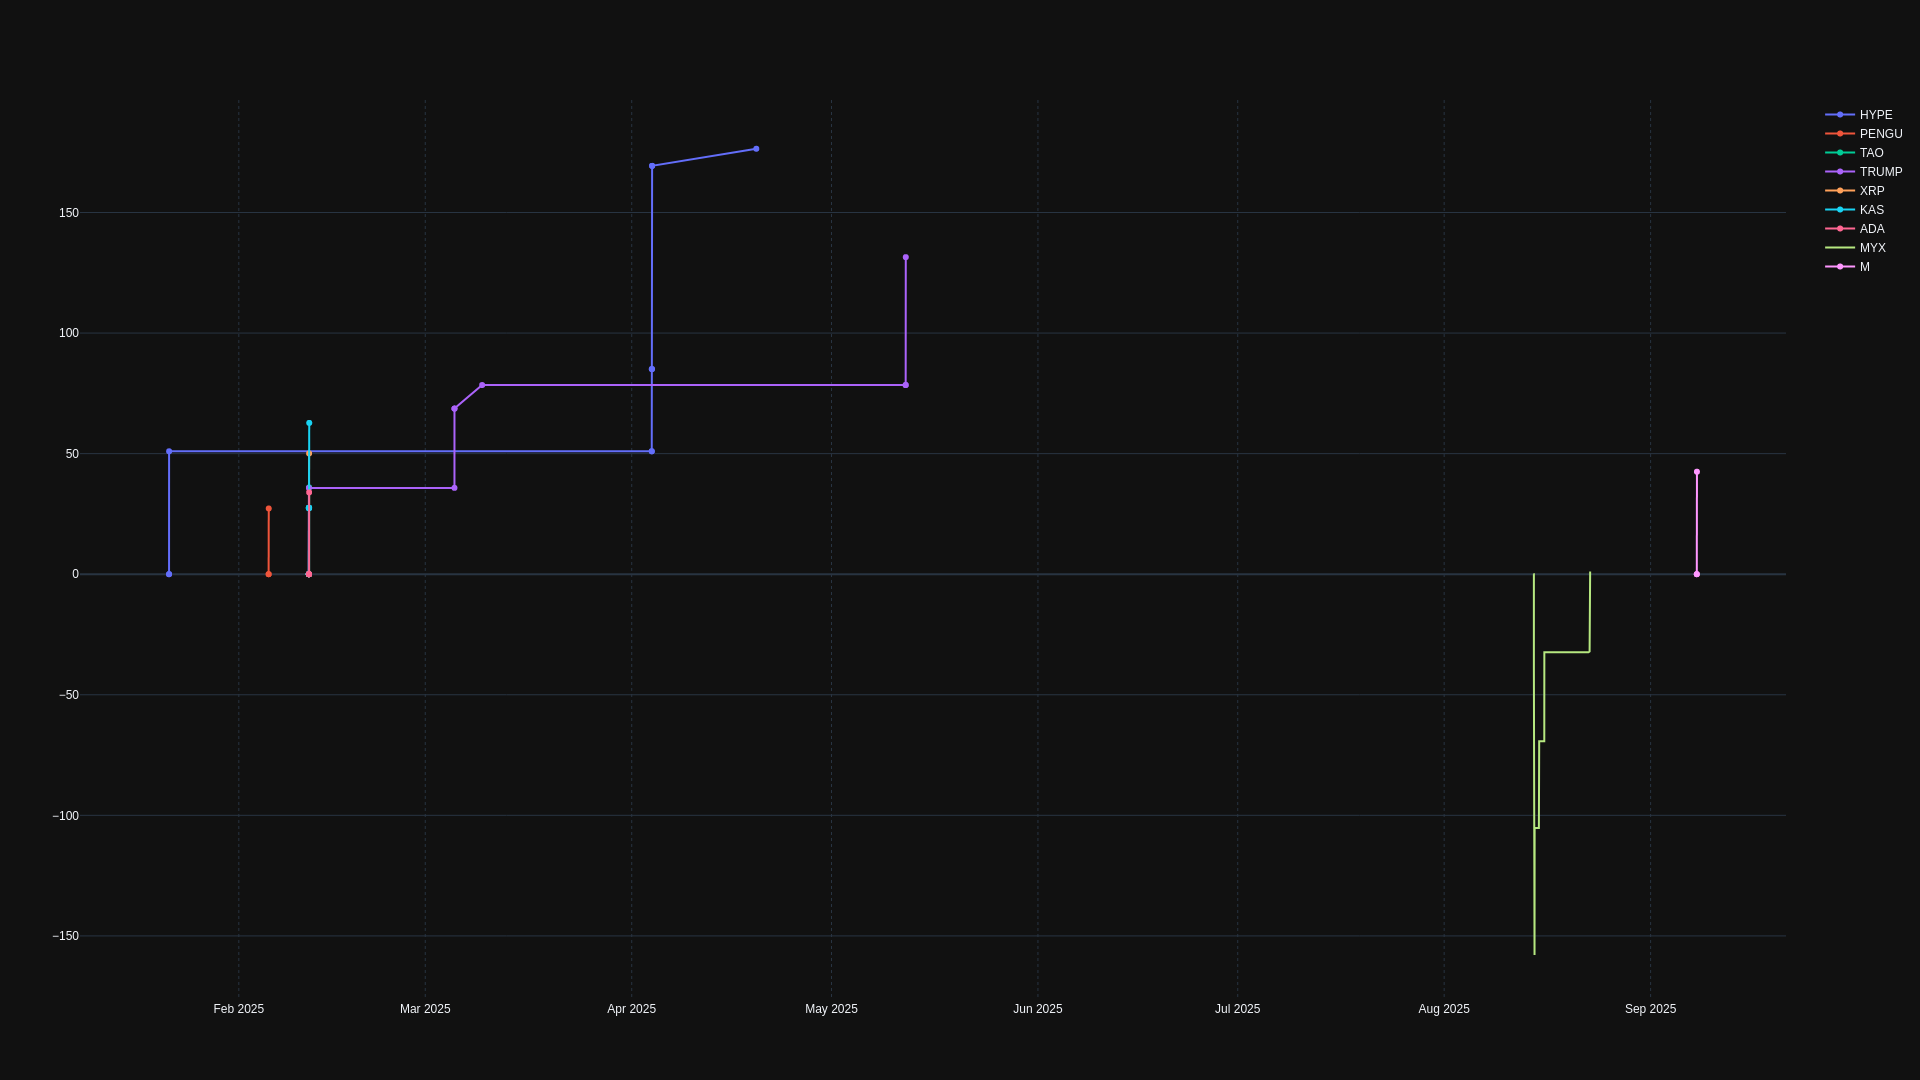 150
100
50
0
−50
−100
−150
Feb 2025
Mar 2025
Apr 2025
May 2025
Jun 2025
Jul 2025
Aug 2025
Sep 2025
HYPE
PENGU
TAO
TRUMP
XRP
KAS
ADA
MYX
M